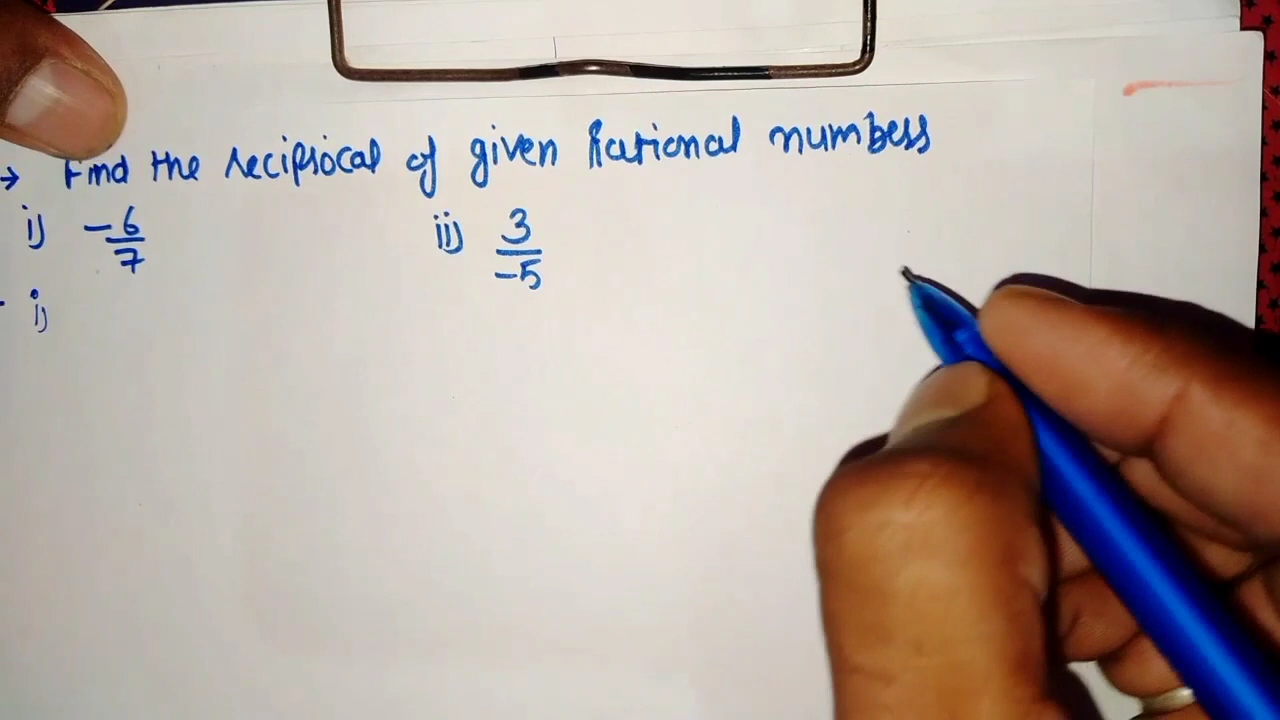 → Find the reciprocal of given Rational numbers
i) -6/7 ii) 3/-5
i)